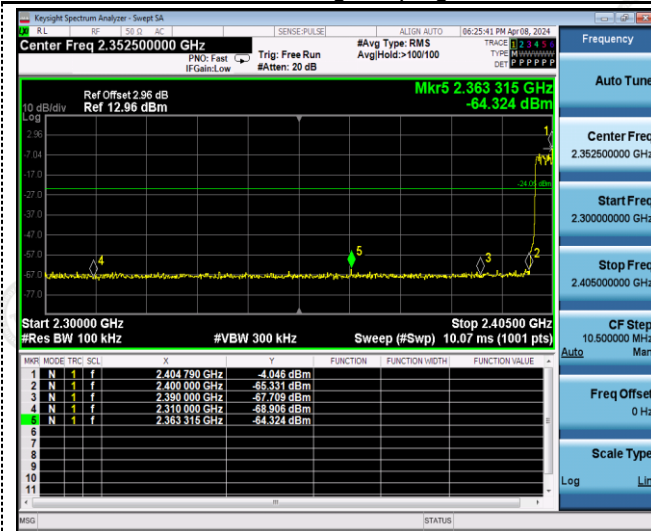 Keysight Spectrum Analyzer - Swept SA
RL RF 50 Ω AC SENSE:PULSE ALIGN AUTO 06:25:41 PM Apr 08, 2024
Center Freq 2.352500000 GHz
PNO: Fast
IFGain:Low
Trig: Free Run
#Atten: 20 dB
#Avg Type: RMS
Avg|Hold:>100/100
TRACE 1 2 3 4 5 6
TYPE M W W W W W
DET P P P P P P
Ref Offset 2.96 dB
Ref 12.96 dBm
10 dB/div
Log
Mkr5 2.363 315 GHz
-64.324 dBm
2.96
-7.04
-17.0
-27.0
-37.0
-47.0
-57.0
-67.0
-77.0
1
-24.05 dBm
4
5
3
2
Start 2.30000 GHz Stop 2.40500 GHz
#Res BW 100 kHz #VBW 300 kHz Sweep (#Swp) 10.07 ms (1001 pts)
MKR MODE TRC SCL X Y FUNCTION FUNCTION WIDTH FUNCTION VALUE
1 N 1 f 2.404 790 GHz -4.046 dBm
2 N 1 f 2.400 000 GHz -65.331 dBm
3 N 1 f 2.390 000 GHz -67.709 dBm
4 N 1 f 2.310 000 GHz -68.906 dBm
5 N 1 f 2.363 315 GHz -64.324 dBm
6
7
8
9
10
11
MSG STATUS
Frequency
Auto Tune
Center Freq
2.352500000 GHz
Start Freq
2.300000000 GHz
Stop Freq
2.405000000 GHz
CF Step
10.500000 MHz
Auto Man
Freq Offset
0 Hz
Scale Type
Log Lin